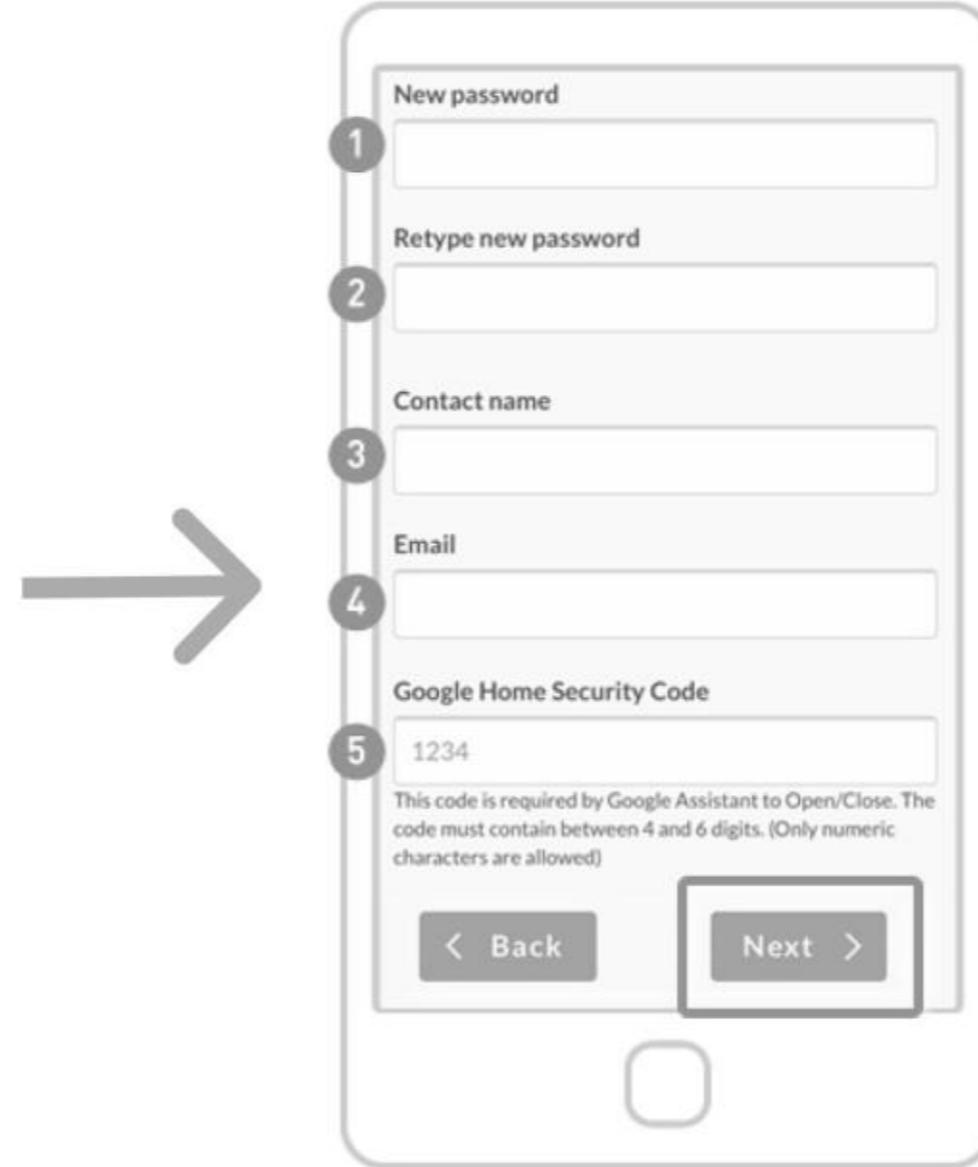 New password
1
Retype new password
2
Contact name
3
Email
4
Google Home Security Code
5 1234
This code is required by Google Assistant to Open/Close. The
code must contain between 4 and 6 digits. (Only numeric
characters are allowed)
< Back Next >